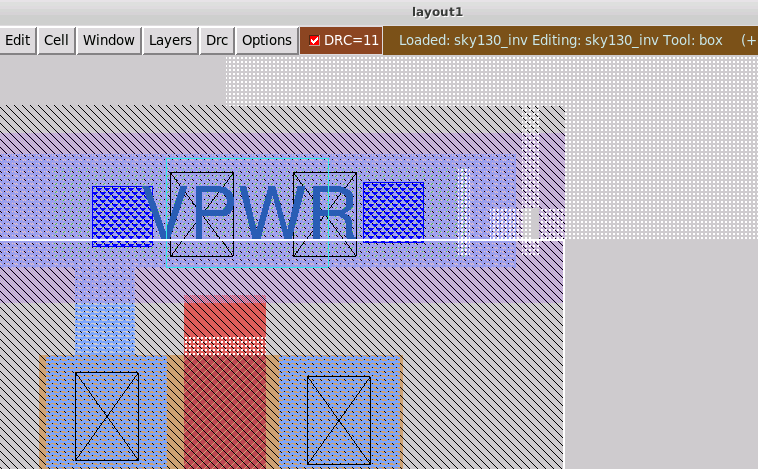 layout1
Edit Cell Window Layers Drc Options DRC=11 Loaded: sky130_inv Editing: sky130_inv Tool: box (+
VPWR